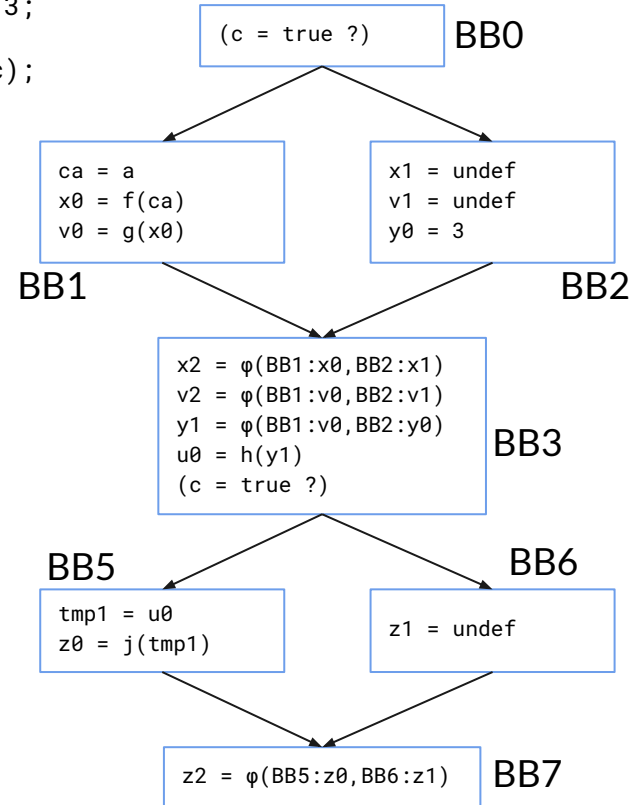 3;
);
(c = true ?)
BB0
ca = a
x0 = f(ca)
v0 = g(x0)
BB1
x1 = undef
v1 = undef
y0 = 3
BB2
x2 = φ(BB1:x0,BB2:x1)
v2 = φ(BB1:v0,BB2:v1)
y1 = φ(BB1:v0,BB2:y0)
u0 = h(y1)
(c = true ?)
BB3
BB5
tmp1 = u0
z0 = j(tmp1)
BB6
z1 = undef
z2 = φ(BB5:z0,BB6:z1)
BB7